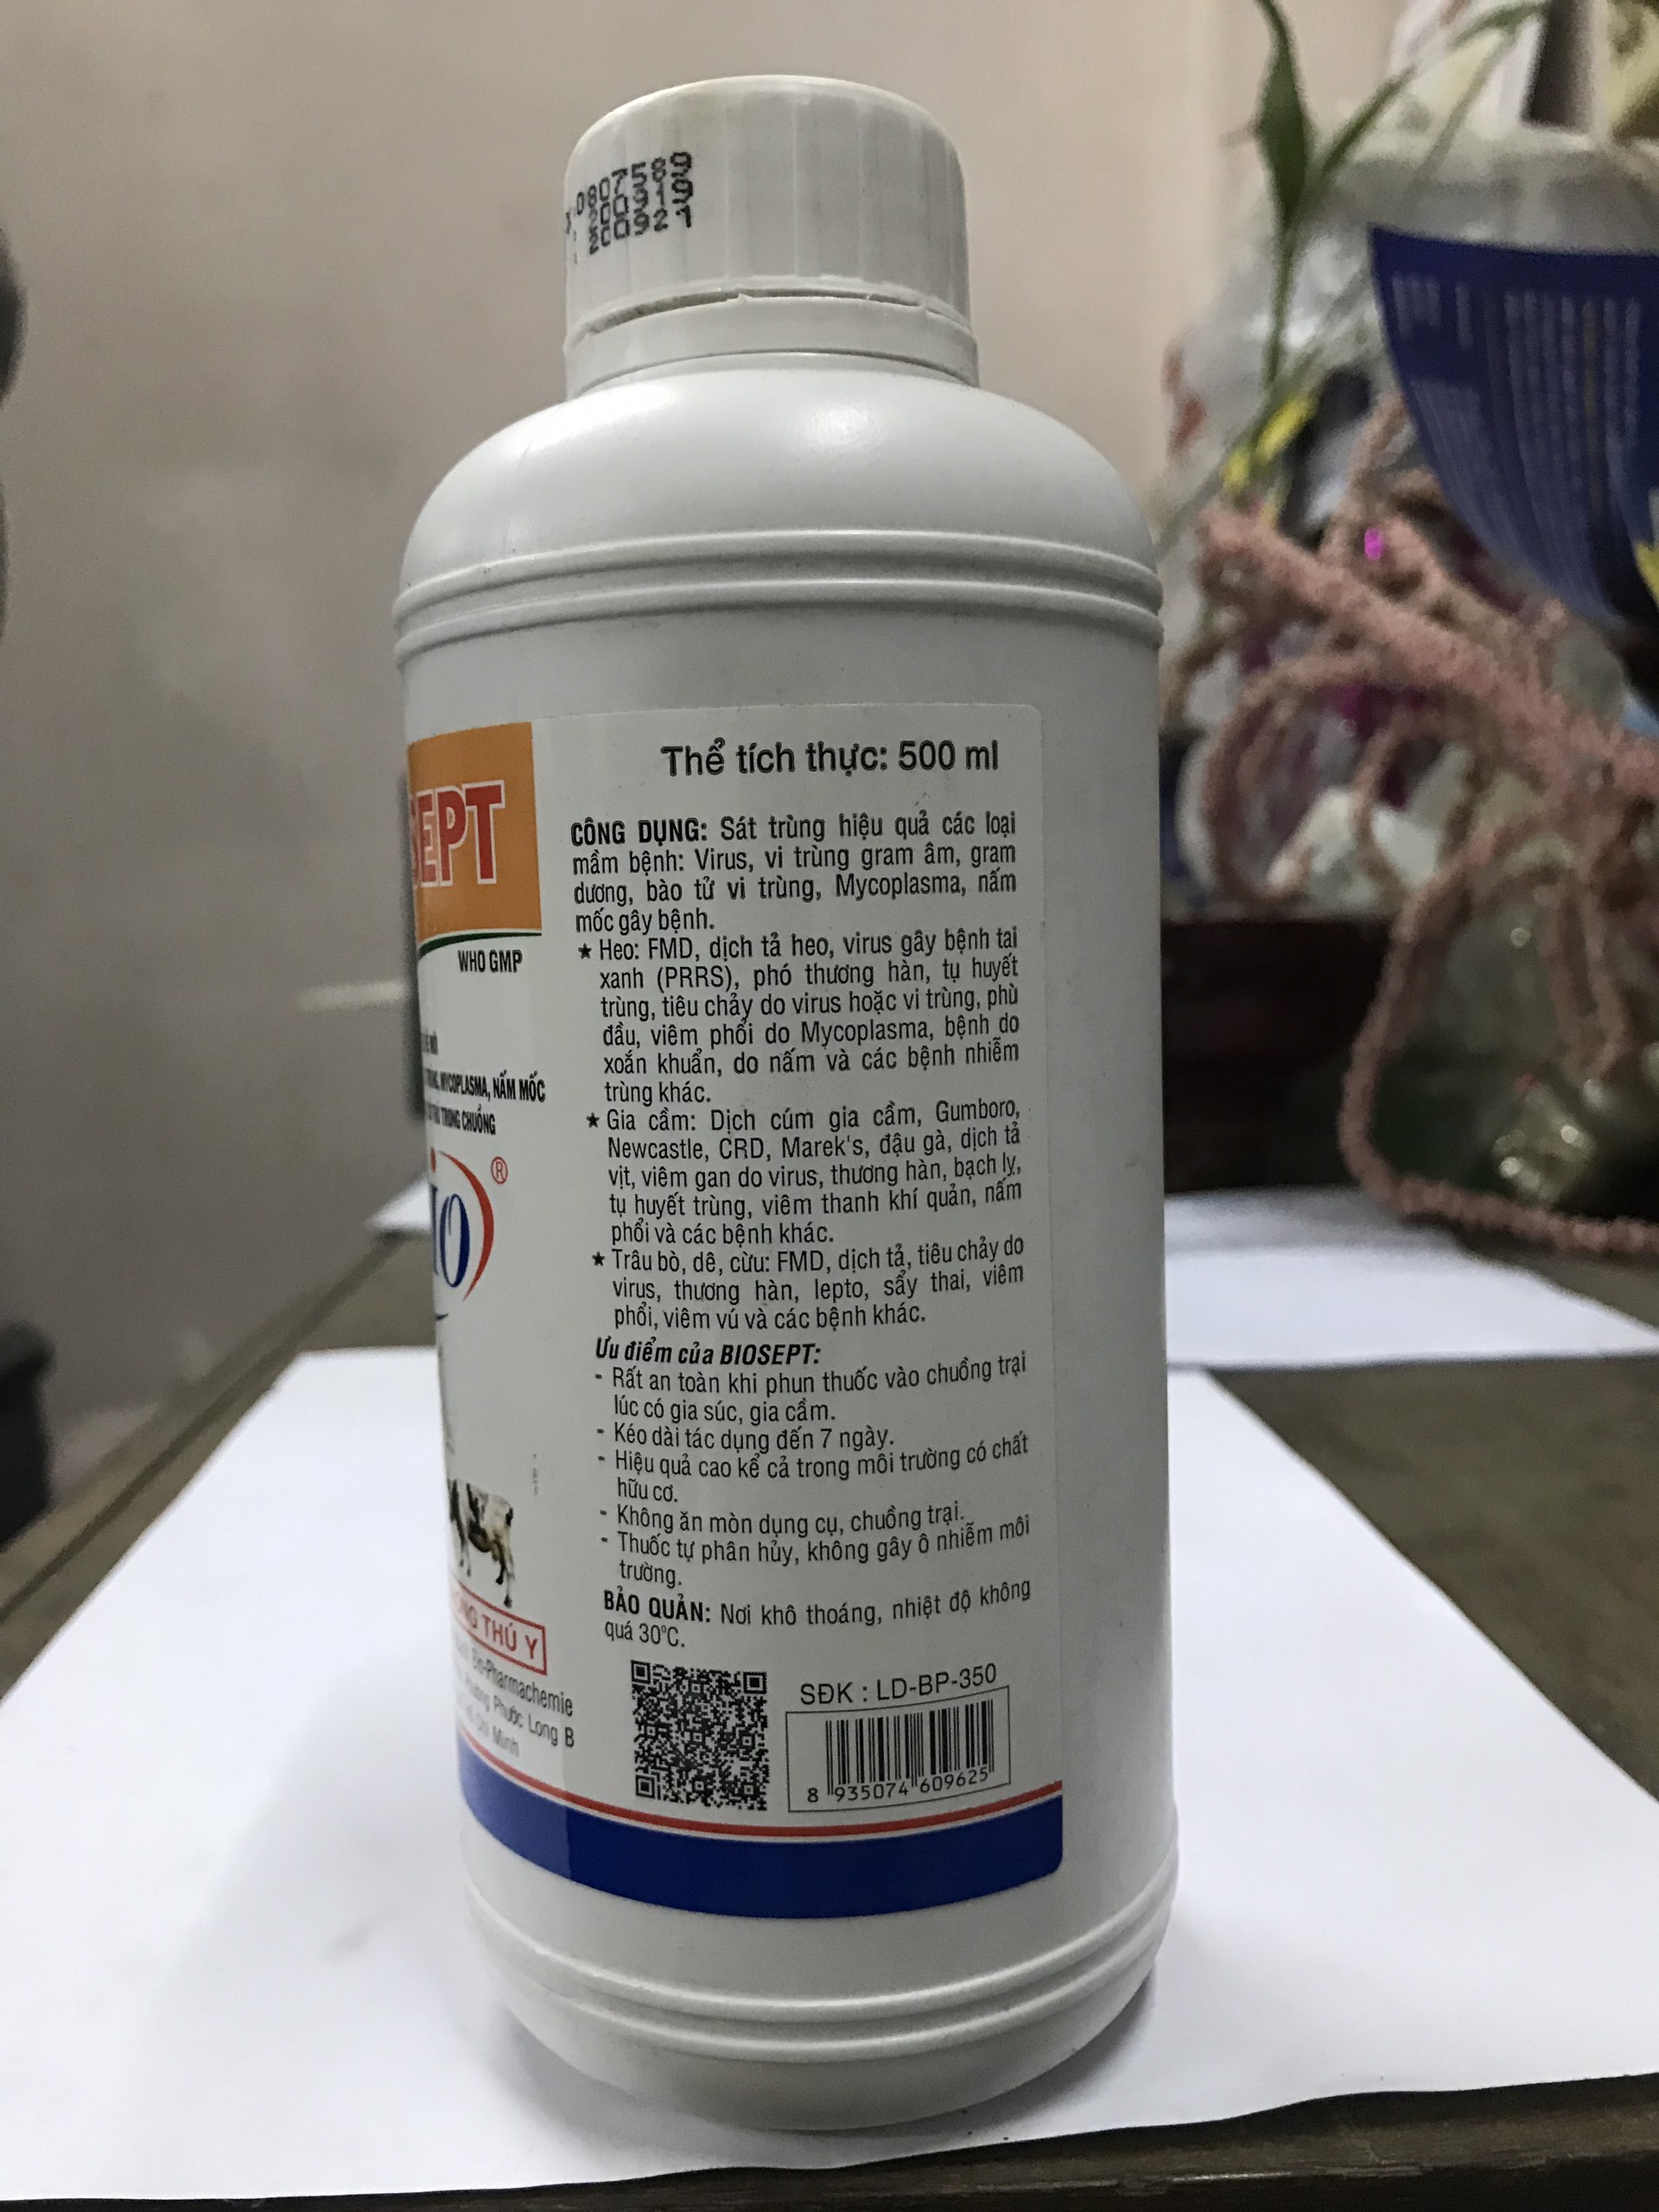 0807589
200919
200921
SEPT
WHO GMP
MYCOPLASMA, NẤM MỐC
TRONG CHUỒNG
io®
THÚ Y
Bio-Pharmachemie
Phường Phước Long B
Minh
Thể tích thực: 500 ml
CÔNG DỤNG: Sát trùng hiệu quả các loại
mầm bệnh: Virus, vi trùng gram âm, gram
dương, bào tử vi trùng, Mycoplasma, nấm
mốc gây bệnh.
★ Heo: FMD, dịch tả heo, virus gây bệnh tai
xanh (PRRS), phó thương hàn, tụ huyết
trùng, tiêu chảy do virus hoặc vi trùng, phù
đầu, viêm phổi do Mycoplasma, bệnh do
xoắn khuẩn, do nấm và các bệnh nhiễm
trùng khác.
★ Gia cầm: Dịch cúm gia cầm, Gumboro,
Newcastle, CRD, Marek's, đậu gà, dịch tả
vịt, viêm gan do virus, thương hàn, bạch lỵ,
tụ huyết trùng, viêm thanh khí quản, nấm
phổi và các bệnh khác.
★ Trâu bò, dê, cừu: FMD, dịch tả, tiêu chảy do
virus, thương hàn, lepto, sẩy thai, viêm
phổi, viêm vú và các bệnh khác.
Ưu điểm của BIOSEPT:
- Rất an toàn khi phun thuốc vào chuồng trại
lúc có gia súc, gia cầm.
- Kéo dài tác dụng đến 7 ngày.
- Hiệu quả cao kể cả trong môi trường có chất
hữu cơ.
- Không ăn mòn dụng cụ, chuồng trại.
- Thuốc tự phân hủy, không gây ô nhiễm môi
trường.
BẢO QUẢN: Nơi khô thoáng, nhiệt độ không
quá 30°C.
SĐK : LD-BP-350
8 935074 609625